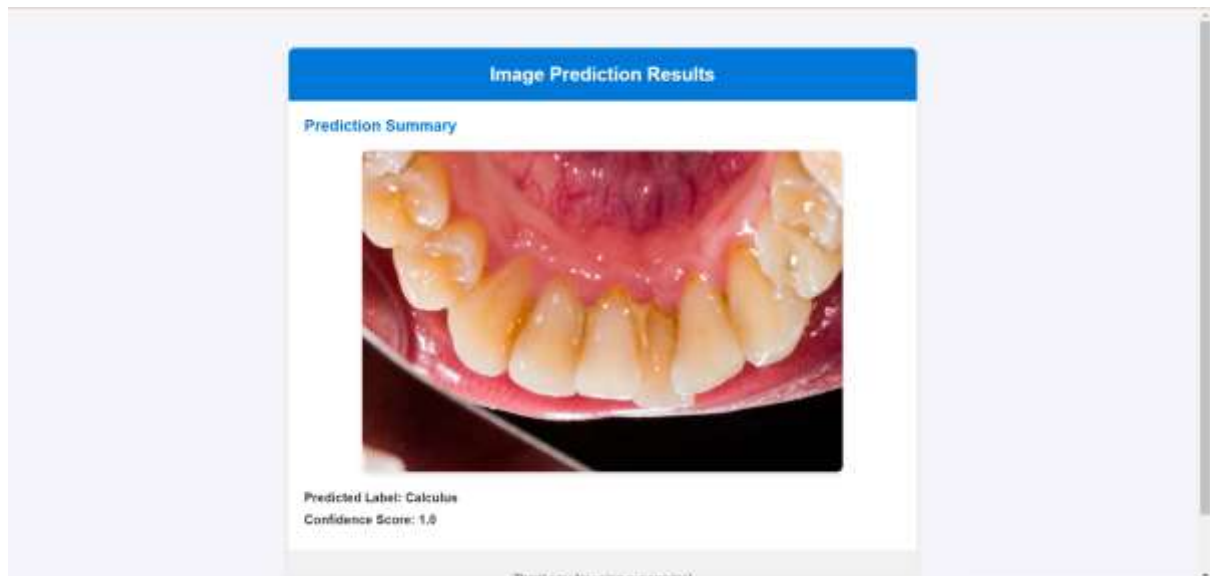 Image Prediction Results
Prediction Summary
Predicted Label: Calculus
Confidence Score: 1.0